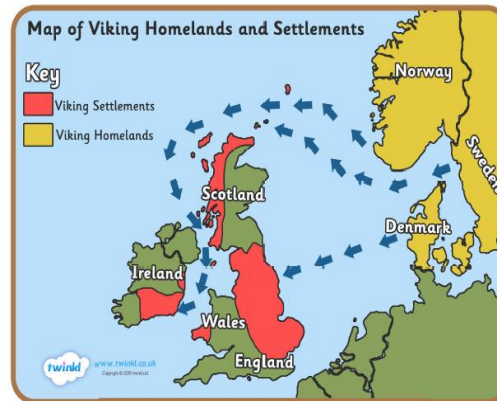 Map of Viking Homelands and Settlements
Key
Viking Settlements
Viking Homelands
Norway
Sweden
Scotland
Denmark
Ireland
Wales
England
twinkl
www.twinkl.co.uk